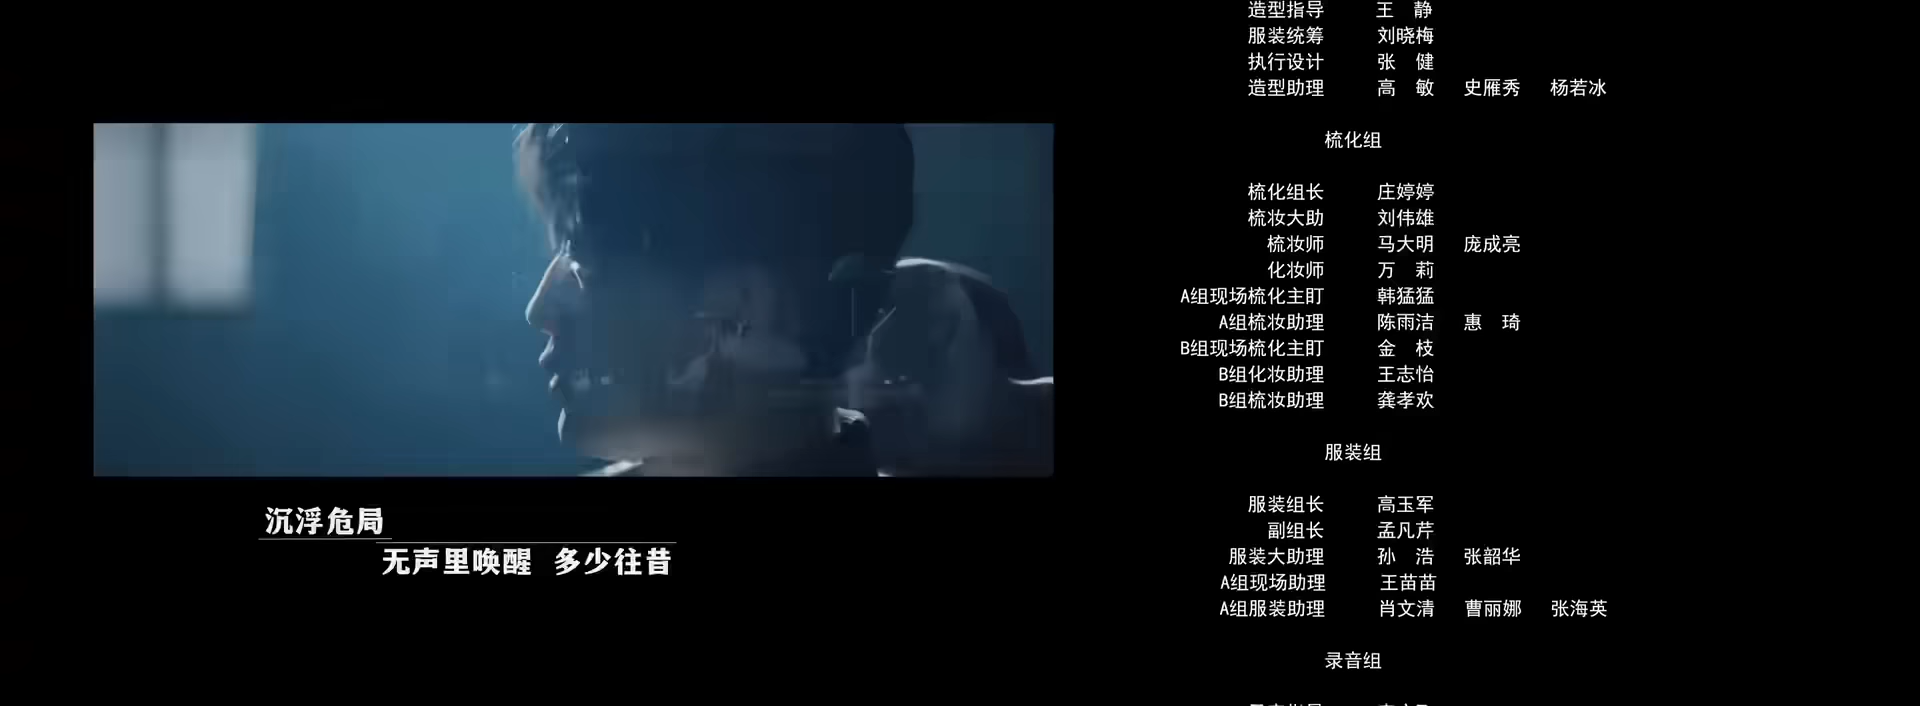 造型指导 王 静
服装统筹 刘晓梅
执行设计 张 健
造型助理 高 敏 史雁秀 杨若冰
梳化组
梳化组长 庄婷婷
梳妆大助 刘伟雄
梳妆师 马大明 庞成亮
化妆师 万 莉
A组现场梳化主盯 韩猛猛
A组梳妆助理 陈雨洁 惠 琦
B组现场梳化主盯 金 枝
B组化妆助理 王志怡
B组梳妆助理 龚孝欢
服装组
服装组长 高玉军
副组长 孟凡芹
服装大助理 孙 浩 张韶华
A组现场助理 王苗苗
A组服装助理 肖文清 曹丽娜 张海英
录音组
沉浮危局
无声里唤醒 多少往昔